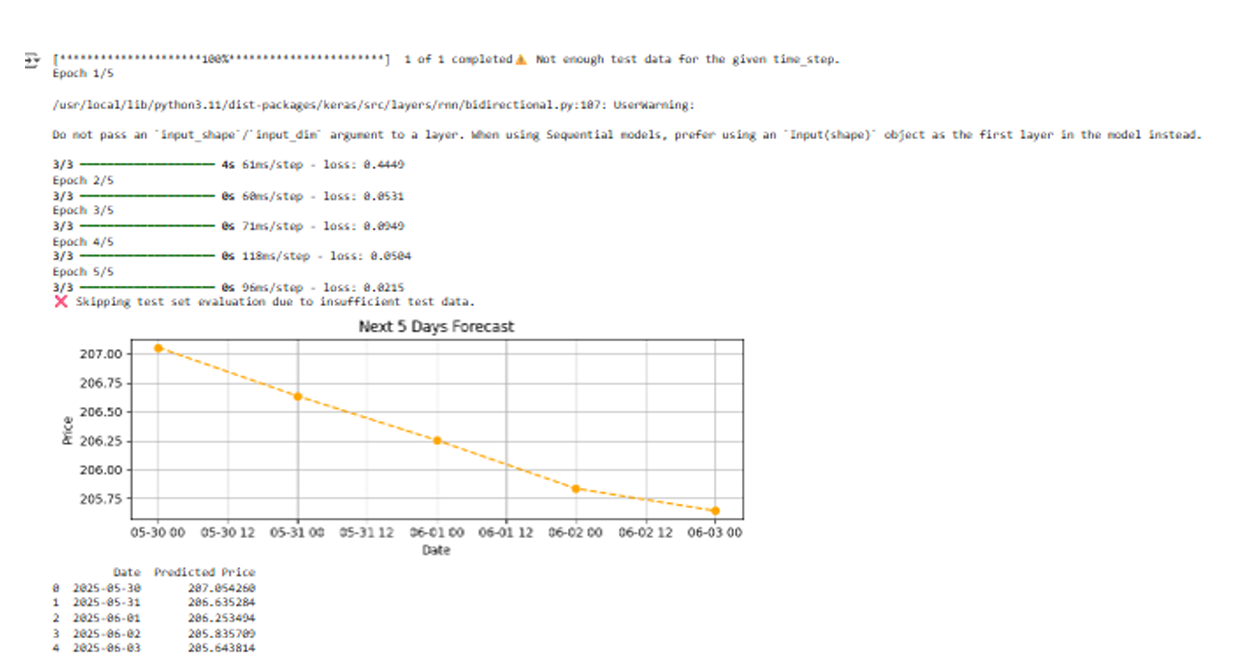 [*********************100%***********************] 1 of 1 completed⚠️ Not enough test data for the given time_step.
Epoch 1/5
/usr/local/lib/python3.11/dist-packages/keras/src/layers/rnn/bidirectional.py:107: UserWarning:
Do not pass an `input_shape`/`input_dim` argument to a layer. When using Sequential models, prefer using an `Input(shape)` object as the first layer in the model instead.
3/3 ━━━━━━━━━━━━━━━━━━━━ 4s 61ms/step - loss: 0.4449
Epoch 2/5
3/3 ━━━━━━━━━━━━━━━━━━━━ 0s 60ms/step - loss: 0.0531
Epoch 3/5
3/3 ━━━━━━━━━━━━━━━━━━━━ 0s 71ms/step - loss: 0.0949
Epoch 4/5
3/3 ━━━━━━━━━━━━━━━━━━━━ 0s 118ms/step - loss: 0.0504
Epoch 5/5
3/3 ━━━━━━━━━━━━━━━━━━━━ 0s 96ms/step - loss: 0.0215
❌ Skipping test set evaluation due to insufficient test data.
Next 5 Days Forecast
207.00
206.75
206.50
206.25
206.00
205.75
Price
05-30 00 05-30 12 05-31 00 05-31 12 06-01 00 06-01 12 06-02 00 06-02 12 06-03 00
Date
Date Predicted Price
0 2025-05-30 207.054260
1 2025-05-31 206.635284
2 2025-06-01 206.253494
3 2025-06-02 205.835709
4 2025-06-03 205.643814